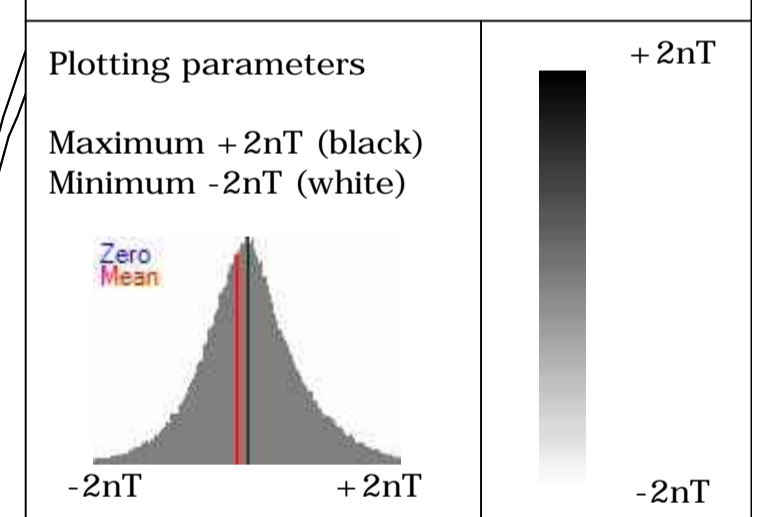 Plotting parameters
Maximum +2nT (black)
Minimum -2nT (white)
Zero
Mean
-2nT
+2nT
+2nT
-2nT